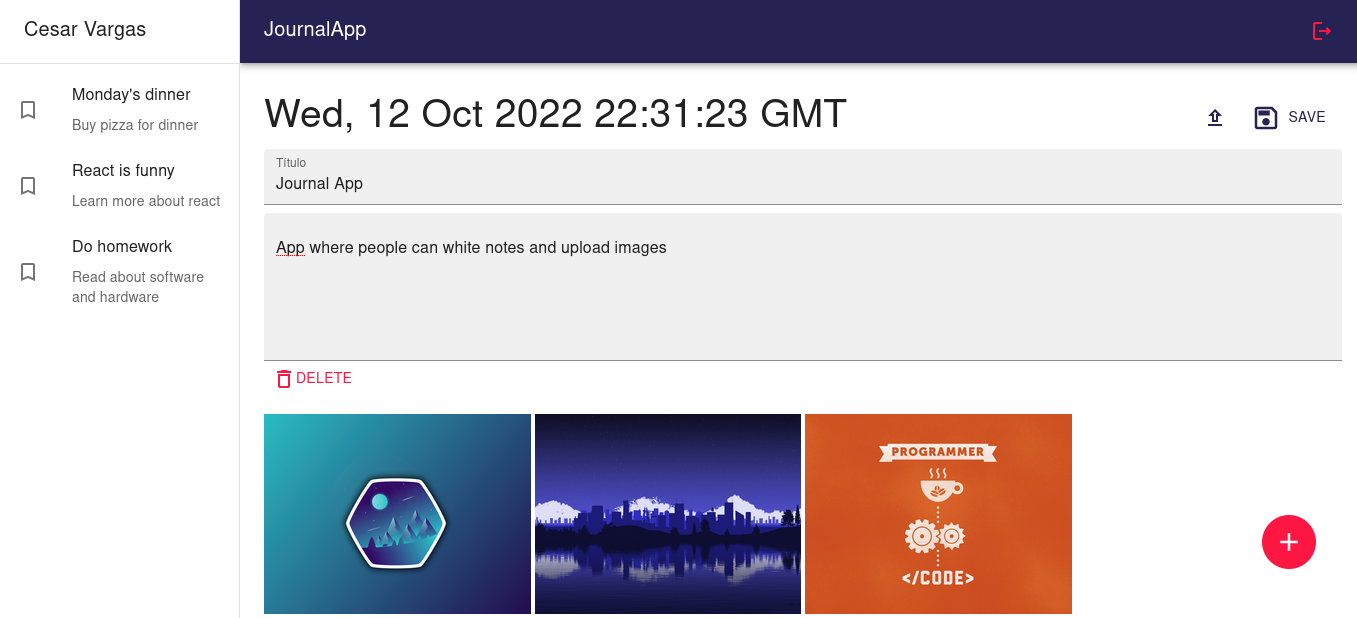 Cesar Vargas
JournalApp
Monday's dinner
Buy pizza for dinner
React is funny
Learn more about react
Do homework
Read about software
and hardware
Wed, 12 Oct 2022 22:31:23 GMT
SAVE
Título
Journal App
App where people can white notes and upload images
DELETE
PROGRAMMER
</CODE>